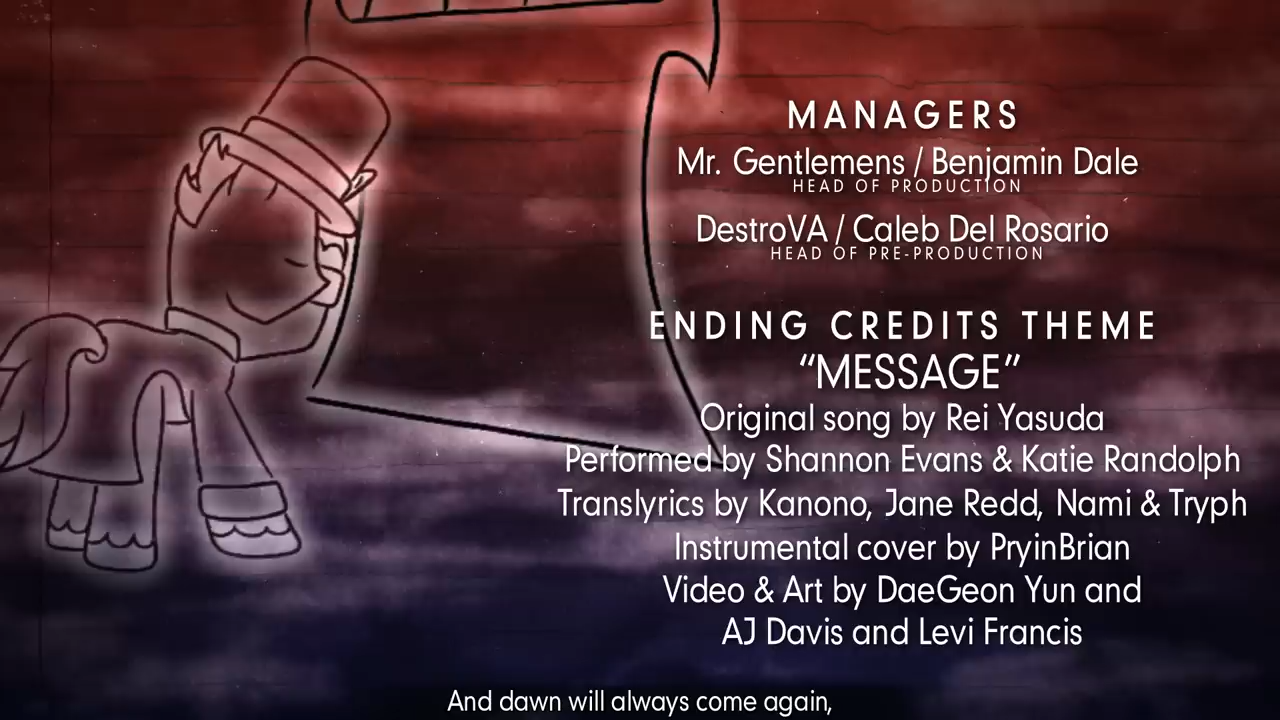 MANAGERS
Mr. Gentlemens / Benjamin Dale
HEAD OF PRODUCTION
DestroVA / Caleb Del Rosario
HEAD OF PRE-PRODUCTION
ENDING CREDITS THEME
“MESSAGE”
Original song by Rei Yasuda
Performed by Shannon Evans & Katie Randolph
Translyrics by Kanono, Jane Redd, Nami & Tryph
Instrumental cover by PryinBrian
Video & Art by DaeGeon Yun and
AJ Davis and Levi Francis
And dawn will always come again,